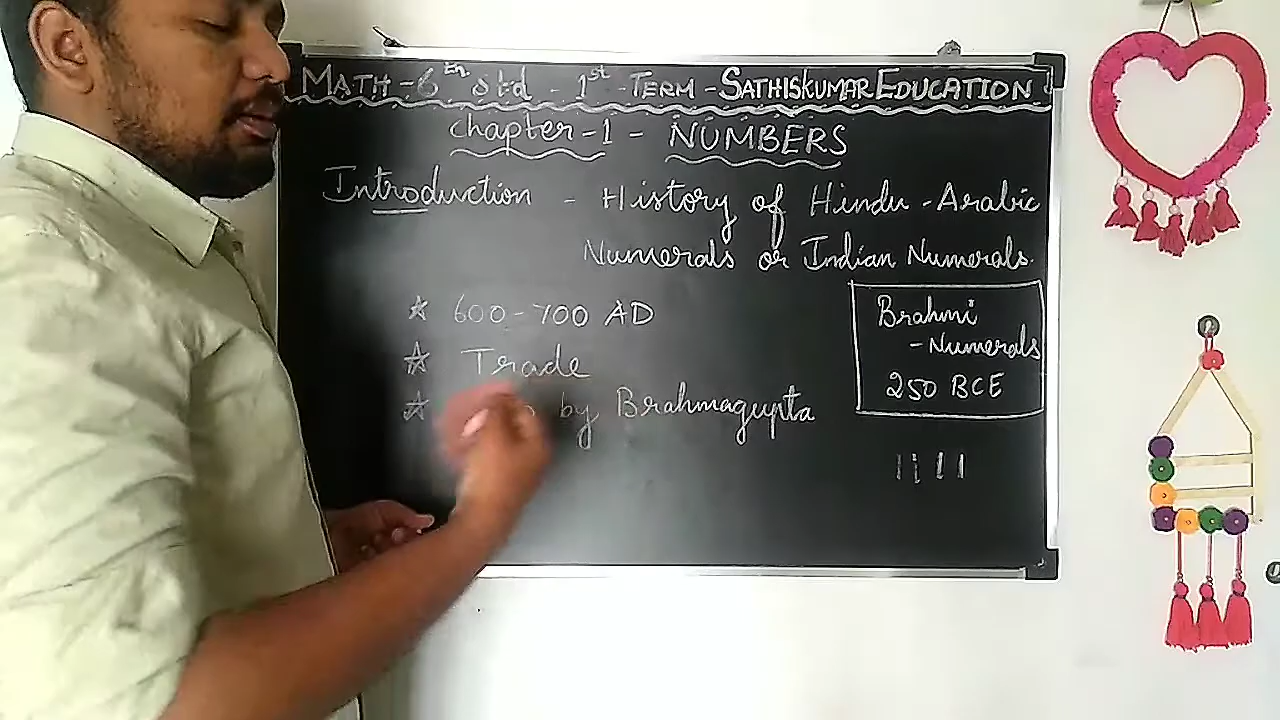 MATH - 6th std - 1st - TERM - SATHISKUMAR EDUCATION
Chapter - 1 - NUMBERS
Introduction - History of Hindu - Arabic
Numerals or Indian Numerals.
☆ 600 - 700 AD
☆ Trade
☆ by Brahmagupta
Brahmi
- Numerals
250 BCE